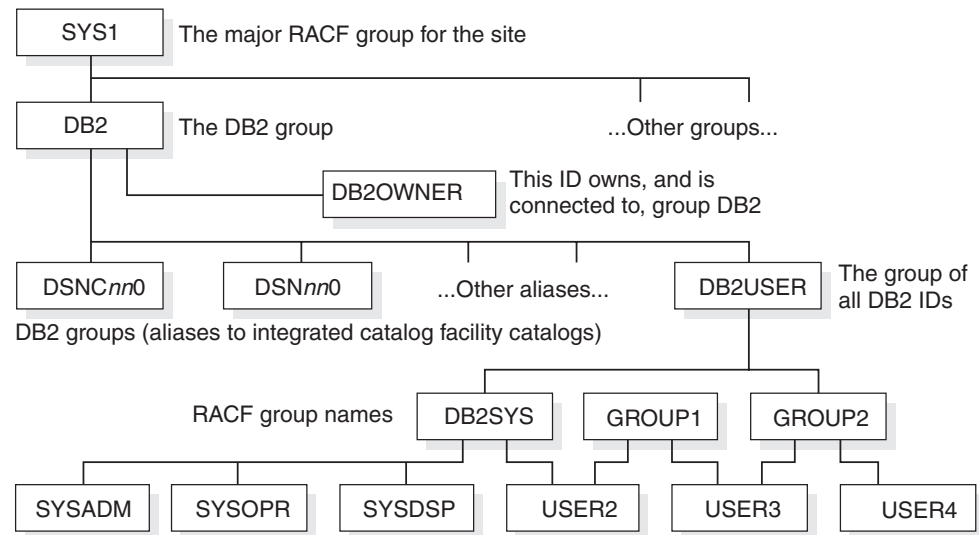 SYS1
The major RACF group for the site
DB2
The DB2 group
...Other groups...
DB2OWNER
This ID owns, and is
connected to, group DB2
DSNCnn0
DSNnn0
...Other aliases...
DB2USER
The group of
all DB2 IDs
DB2 groups (aliases to integrated catalog facility catalogs)
RACF group names
DB2SYS
GROUP1
GROUP2
SYSADM
SYSOPR
SYSDSP
USER2
USER3
USER4